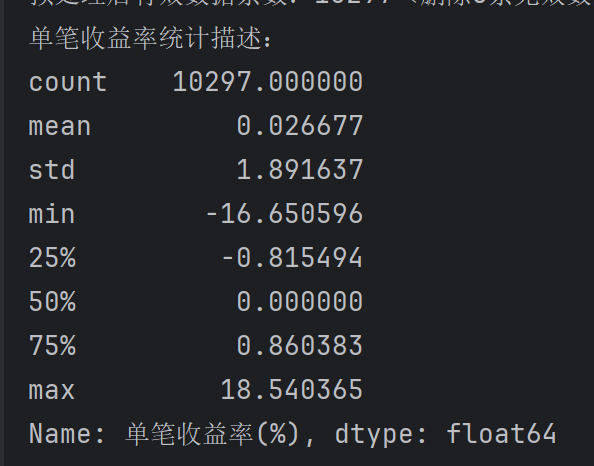 单笔收益率统计描述：
count    10297.000000
mean         0.026677
std          1.891637
min        -16.650596
25%         -0.815494
50%          0.000000
75%          0.860383
max         18.540365
Name: 单笔收益率(%), dtype: float64